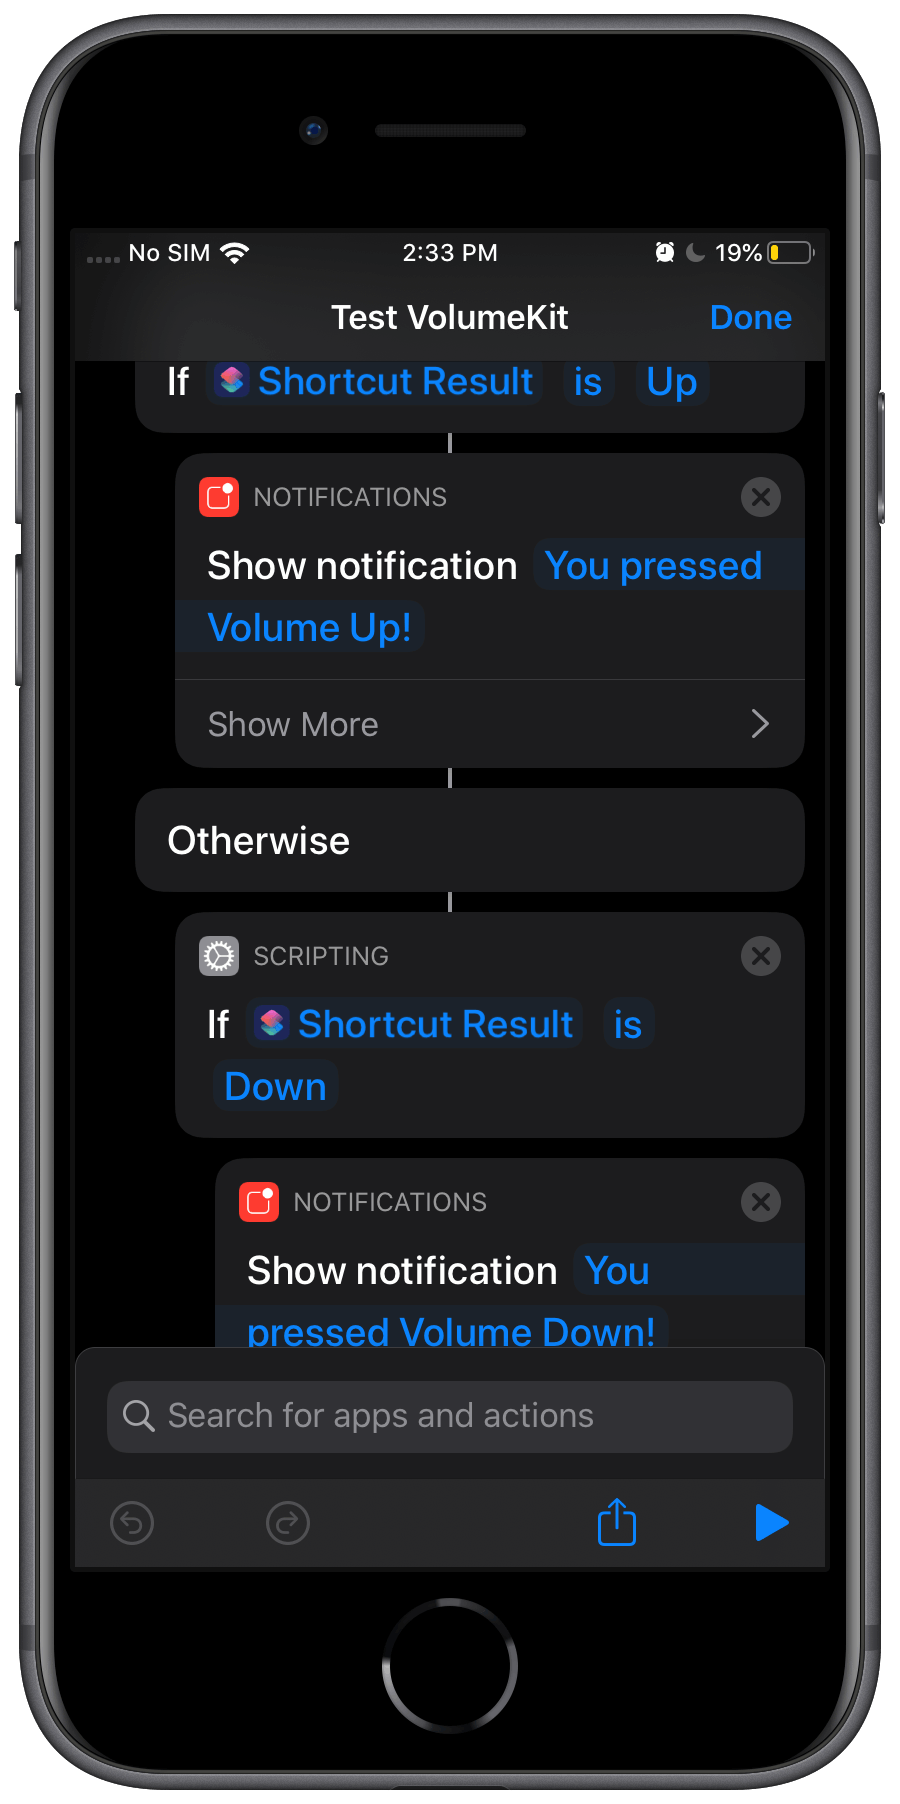 No SIM 2:33 PM 19%
Test VolumeKit Done
If Shortcut Result is Up
NOTIFICATIONS
Show notification You pressed
Volume Up!
Show More
Otherwise
SCRIPTING
If Shortcut Result is
Down
NOTIFICATIONS
Show notification You
pressed Volume Down!
Search for apps and actions